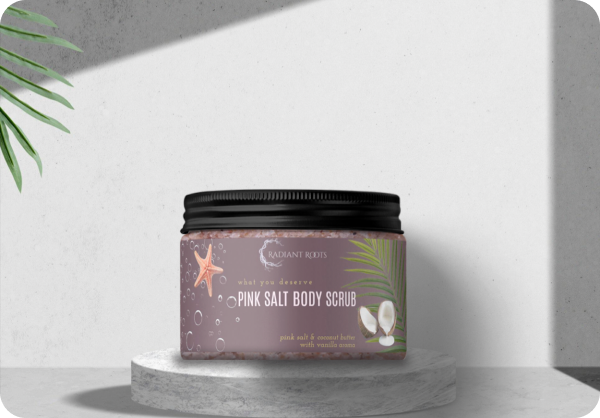 RADIANT ROOTS
what you deserve
PINK SALT BODY SCRUB
pink salt & coconut butter
with vanilla aroma